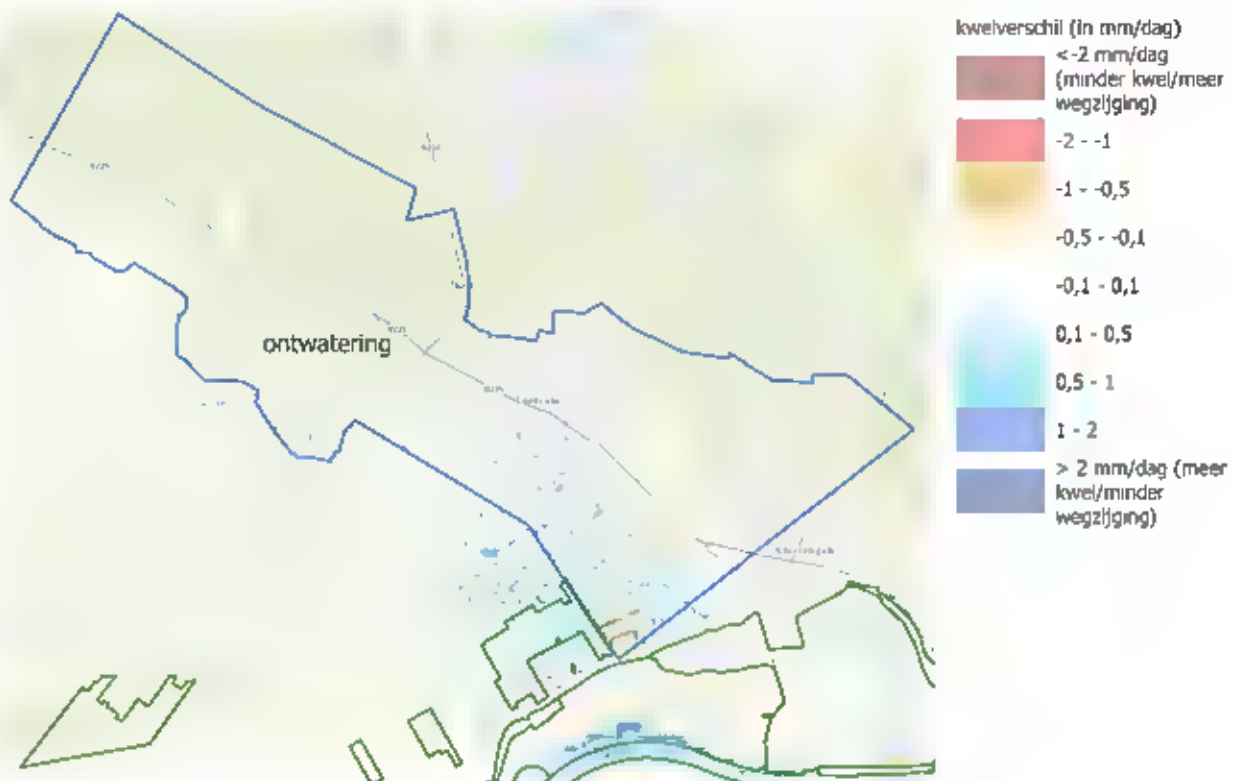 kwelverschil (in mm/dag)
<-2 mm/dag
(minder kwel/meer
wegzijging)
-2 - -1
-1 - -0,5
-0,5 - -0,1
-0,1 - 0,1
0,1 - 0,5
0,5 - 1
1 - 2
> 2 mm/dag (meer
kwel/minder
wegzijging)
ontwatering